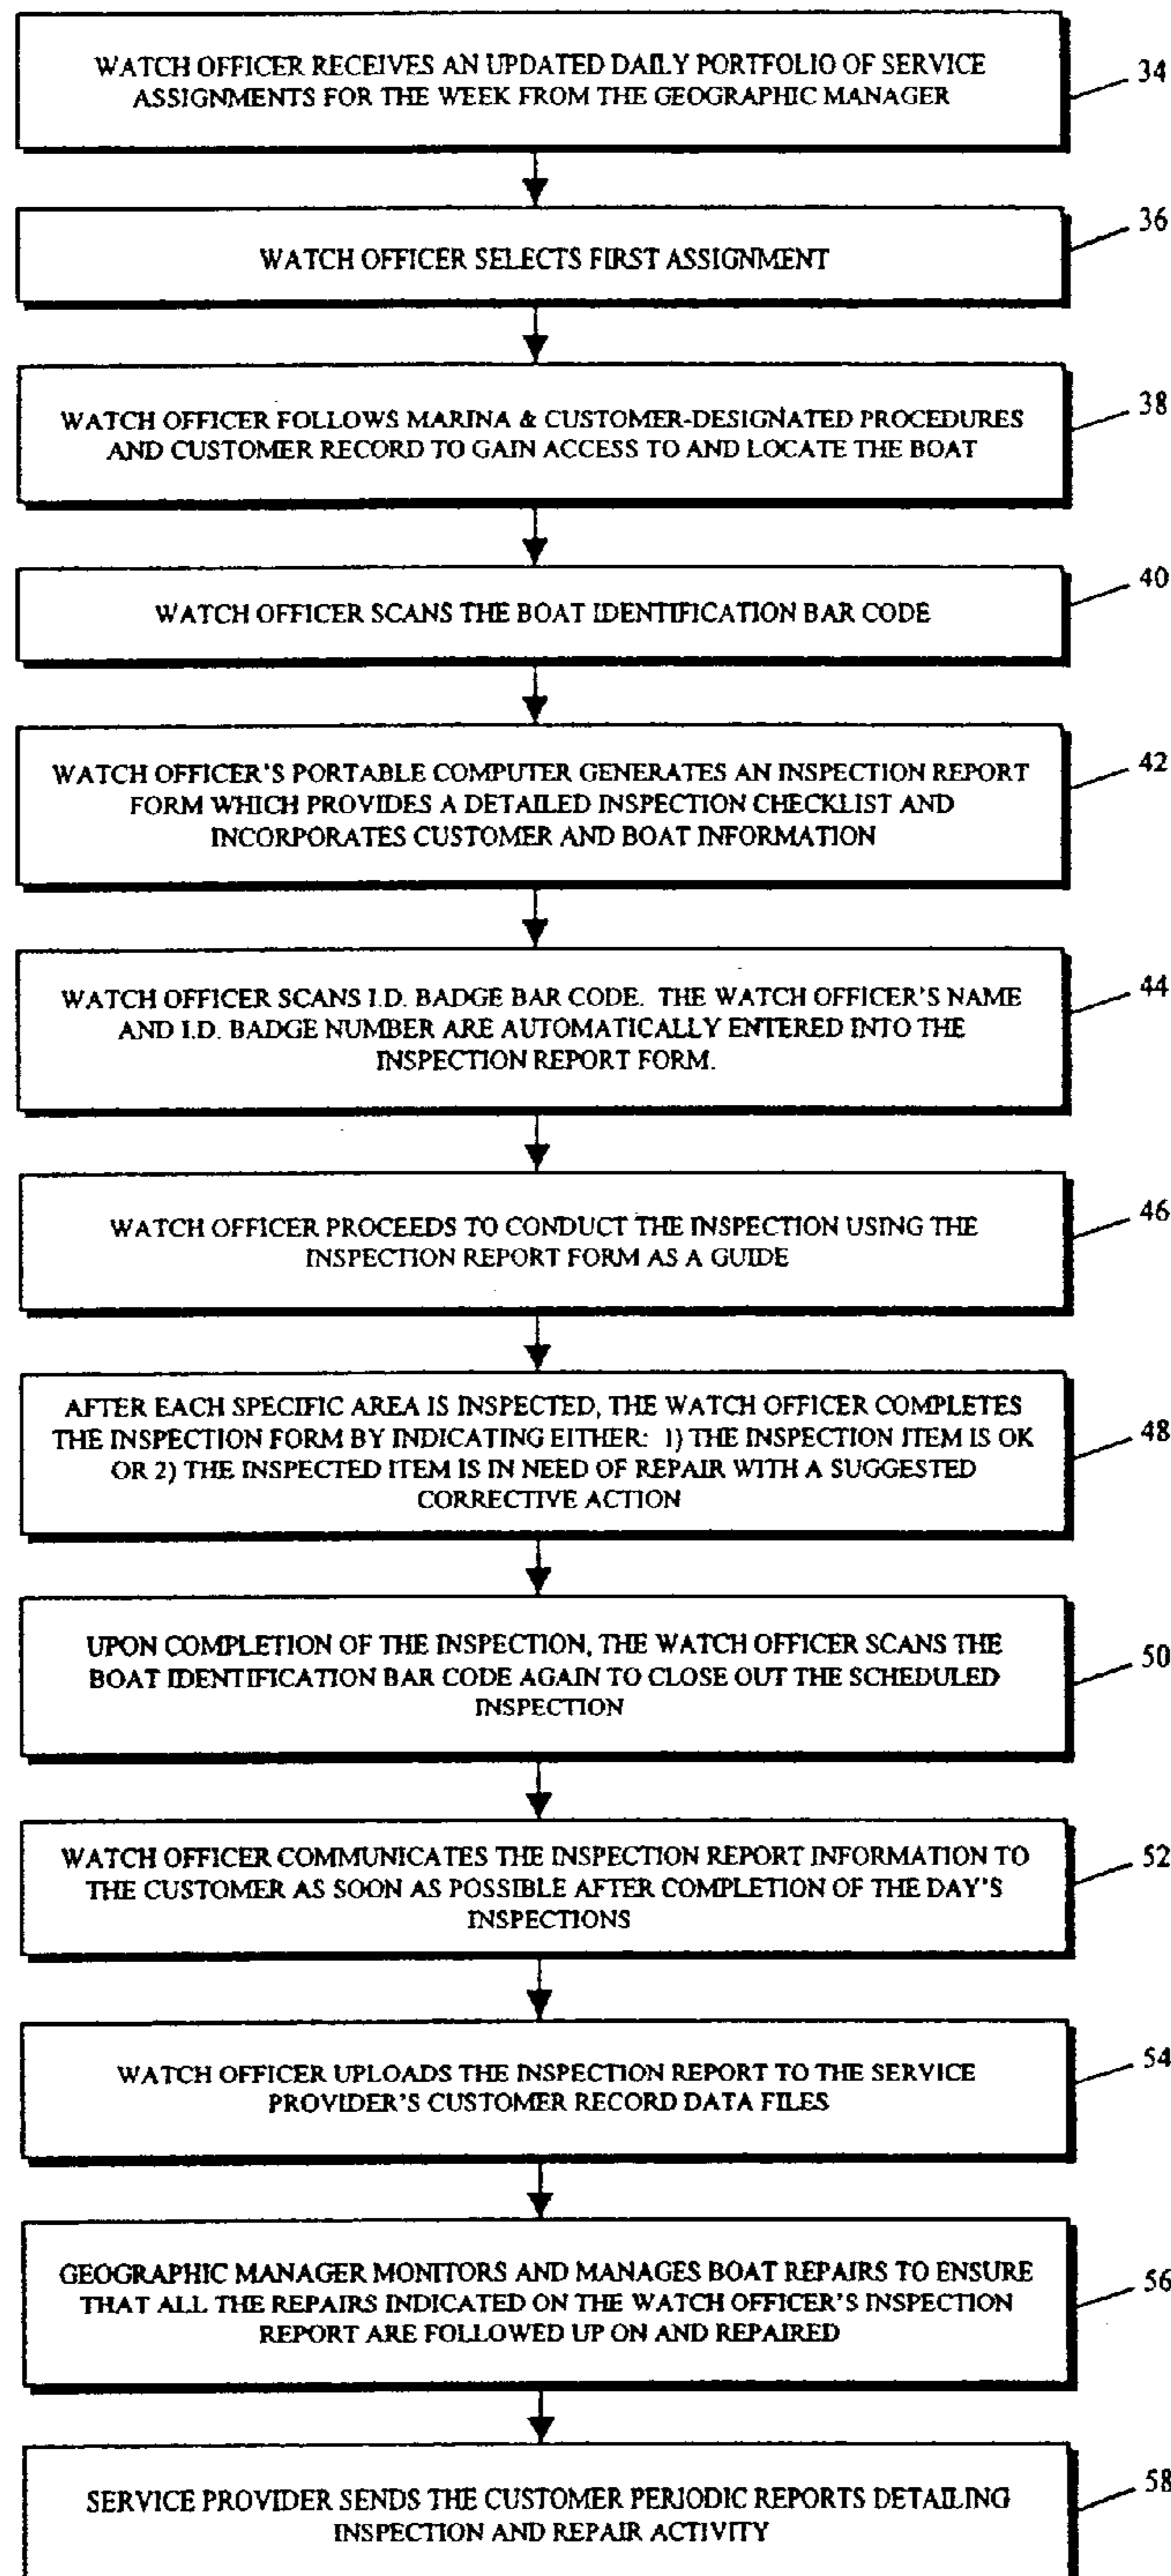 WATCH OFFICER RECEIVES AN UPDATED DAILY PORTFOLIO OF SERVICE
ASSIGNMENTS FOR THE WEEK FROM THE GEOGRAPHIC MANAGER
34
WATCH OFFICER SELECTS FIRST ASSIGNMENT
36
WATCH OFFICER FOLLOWS MARINA & CUSTOMER-DESIGNATED PROCEDURES
AND CUSTOMER RECORD TO GAIN ACCESS TO AND LOCATE THE BOAT
38
WATCH OFFICER SCANS THE BOAT IDENTIFICATION BAR CODE
40
WATCH OFFICER'S PORTABLE COMPUTER GENERATES AN INSPECTION REPORT
FORM WHICH PROVIDES A DETAILED INSPECTION CHECKLIST AND
INCORPORATES CUSTOMER AND BOAT INFORMATION
42
WATCH OFFICER SCANS I.D. BADGE BAR CODE. THE WATCH OFFICER'S NAME
AND I.D. BADGE NUMBER ARE AUTOMATICALLY ENTERED INTO THE
INSPECTION REPORT FORM.
44
WATCH OFFICER PROCEEDS TO CONDUCT THE INSPECTION USING THE
INSPECTION REPORT FORM AS A GUIDE
46
AFTER EACH SPECIFIC AREA IS INSPECTED, THE WATCH OFFICER COMPLETES
THE INSPECTION FORM BY INDICATING EITHER: 1) THE INSPECTION ITEM IS OK
OR 2) THE INSPECTED ITEM IS IN NEED OF REPAIR WITH A SUGGESTED
CORRECTIVE ACTION
48
UPON COMPLETION OF THE INSPECTION, THE WATCH OFFICER SCANS THE
BOAT IDENTIFICATION BAR CODE AGAIN TO CLOSE OUT THE SCHEDULED
INSPECTION
50
WATCH OFFICER COMMUNICATES THE INSPECTION REPORT INFORMATION TO
THE CUSTOMER AS SOON AS POSSIBLE AFTER COMPLETION OF THE DAY'S
INSPECTIONS
52
WATCH OFFICER UPLOADS THE INSPECTION REPORT TO THE SERVICE
PROVIDER'S CUSTOMER RECORD DATA FILES
54
GEOGRAPHIC MANAGER MONITORS AND MANAGES BOAT REPAIRS TO ENSURE
THAT ALL THE REPAIRS INDICATED ON THE WATCH OFFICER'S INSPECTION
REPORT ARE FOLLOWED UP ON AND REPAIRED
56
SERVICE PROVIDER SENDS THE CUSTOMER PERIODIC REPORTS DETAILING
INSPECTION AND REPAIR ACTIVITY
58